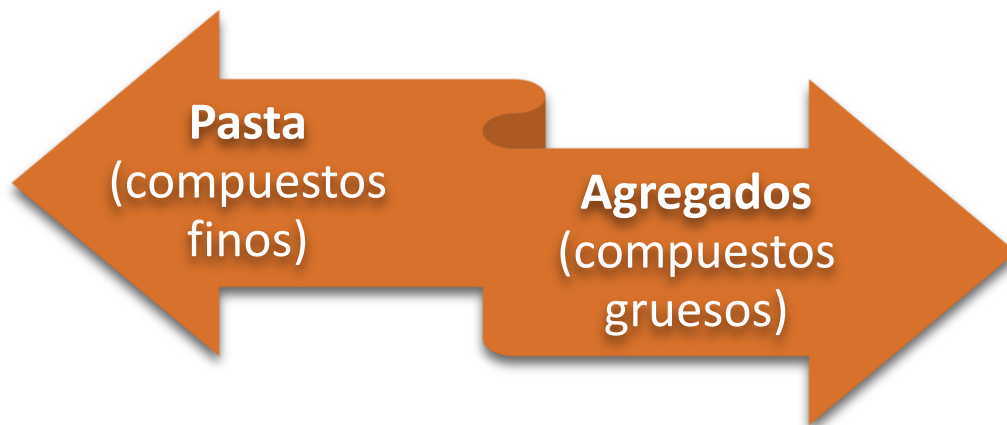 Pasta
(compuestos
finos)
Agregados
(compuestos
gruesos)